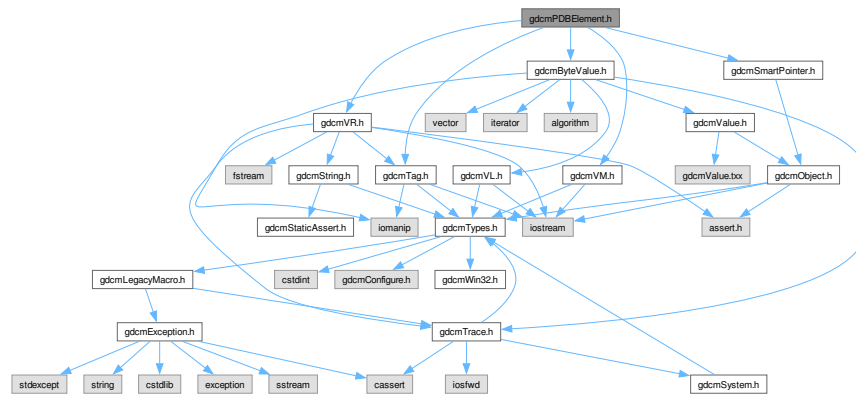 gdcmPDBElement.h
gdcmByteValue.h
gdcmSmartPointer.h
gdcmVR.h
vector
iterator
algorithm
gdcmValue.h
fstream
gdcmString.h
gdcmTag.h
gdcmVL.h
gdcmVM.h
gdcmValue.txx
gdcmObject.h
gdcmStaticAssert.h
iomanip
gdcmTypes.h
iostream
assert.h
gdcmLegacyMacro.h
cstdint
gdcmConfigure.h
gdcmWin32.h
gdcmException.h
gdcmTrace.h
stdexcept
string
cstdlib
exception
sstream
cassert
iosfwd
gdcmSystem.h